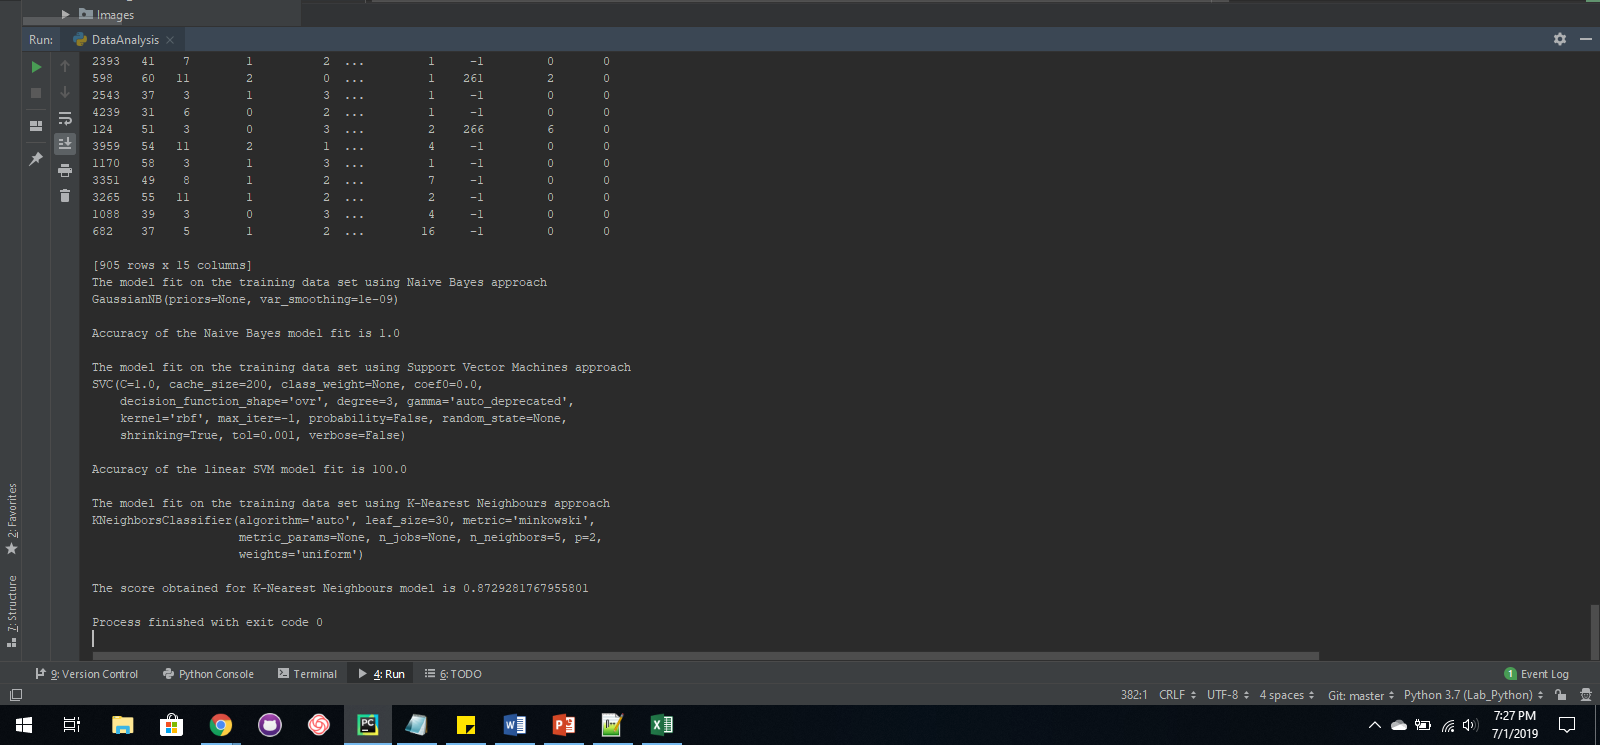 Images
Run: DataAnalysis
2393 41 7 1 2 ... 1 -1 0 0
598 60 11 2 0 ... 1 261 2 0
2543 37 3 1 3 ... 1 -1 0 0
4239 31 6 0 2 ... 1 -1 0 0
124 51 3 0 3 ... 2 266 6 0
3959 54 11 2 1 ... 4 -1 0 0
1170 58 3 1 3 ... 1 -1 0 0
3351 49 8 1 2 ... 7 -1 0 0
3265 55 11 1 2 ... 2 -1 0 0
1088 39 3 0 3 ... 4 -1 0 0
682 37 5 1 2 ... 16 -1 0 0
[905 rows x 15 columns]
The model fit on the training data set using Naive Bayes approach
GaussianNB(priors=None, var_smoothing=1e-09)
Accuracy of the Naive Bayes model fit is 1.0
The model fit on the training data set using Support Vector Machines approach
SVC(C=1.0, cache_size=200, class_weight=None, coef0=0.0,
decision_function_shape='ovr', degree=3, gamma='auto_deprecated',
kernel='rbf', max_iter=-1, probability=False, random_state=None,
shrinking=True, tol=0.001, verbose=False)
Accuracy of the linear SVM model fit is 100.0
The model fit on the training data set using K-Nearest Neighbours approach
KNeighborsClassifier(algorithm='auto', leaf_size=30, metric='minkowski',
metric_params=None, n_jobs=None, n_neighbors=5, p=2,
weights='uniform')
The score obtained for K-Nearest Neighbours model is 0.8729281767955801
Process finished with exit code 0
2: Favorites
7: Structure
9: Version Control Python Console Terminal 4: Run 6: TODO
1 Event Log
382:1 CRLF UTF-8 4 spaces Git: master Python 3.7 (Lab_Python)
PC
W
P
X
7:27 PM
7/1/2019